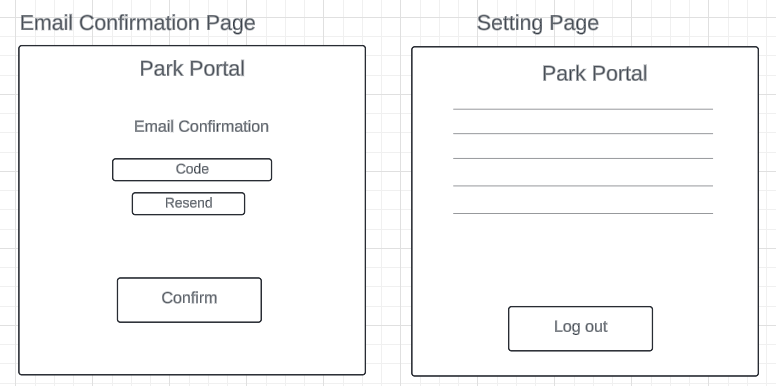 Email Confirmation Page
Park Portal
Email Confirmation
Code
Resend
Confirm
Setting Page
Park Portal
Log out